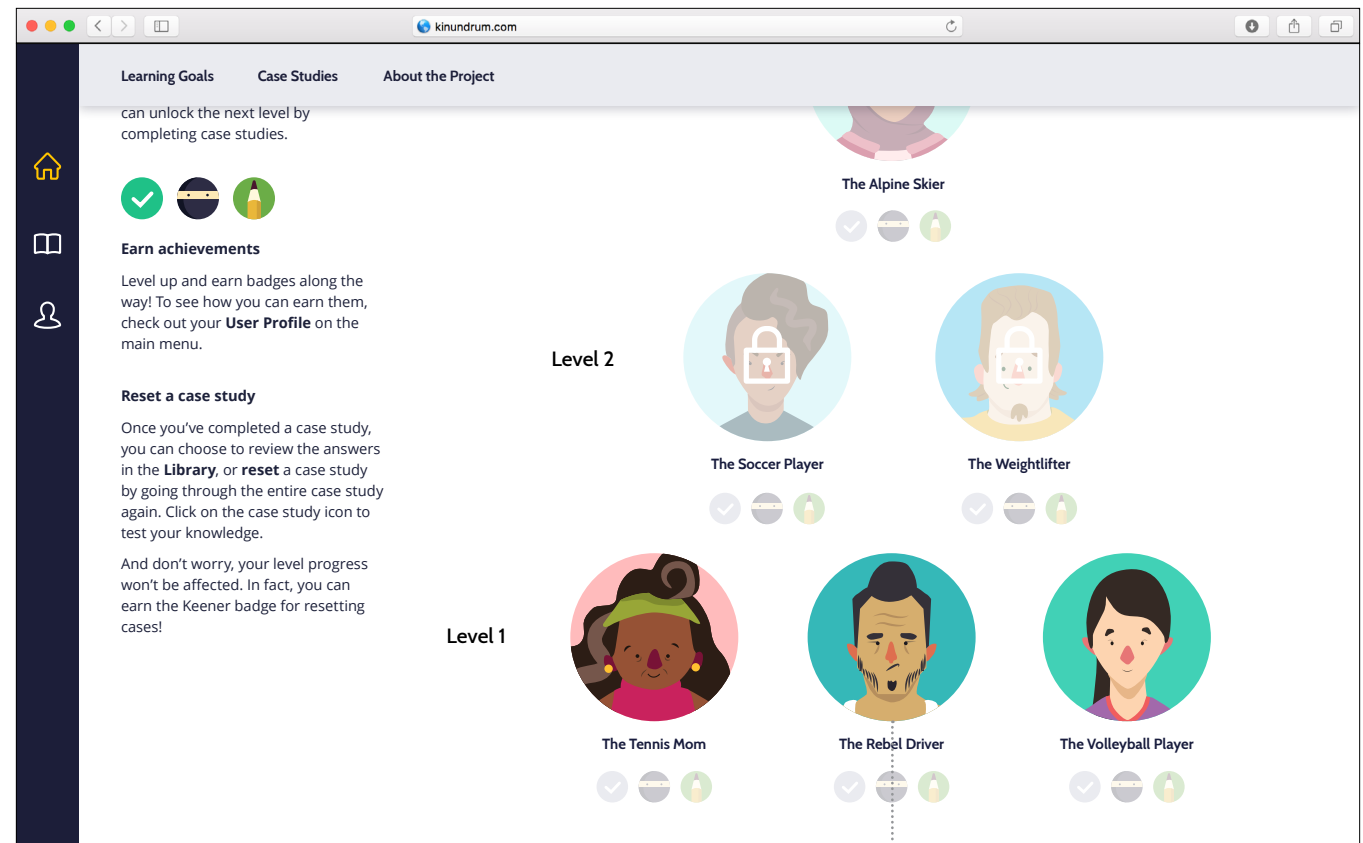 kinundrum.com
Learning Goals Case Studies About the Project
can unlock the next level by
completing case studies.
Earn achievements
Level up and earn badges along the
way! To see how you can earn them,
check out your User Profile on the
main menu.
Reset a case study
Once you’ve completed a case study,
you can choose to review the answers
in the Library, or reset a case study
by going through the entire case study
again. Click on the case study icon to
test your knowledge.
And don’t worry, your level progress
won’t be affected. In fact, you can
earn the Keener badge for resetting
cases!
The Alpine Skier
Level 2
The Soccer Player The Weightlifter
Level 1
The Tennis Mom The Rebel Driver The Volleyball Player